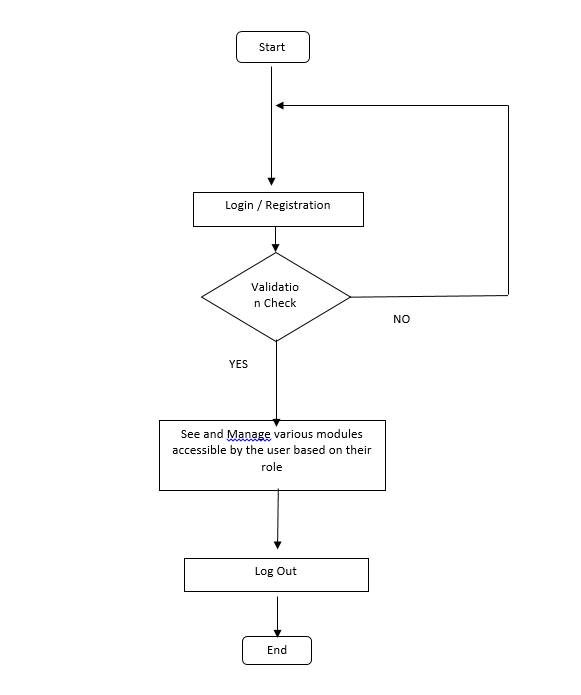 Start
Login / Registration
Validatio
n Check
NO
YES
See and Manage various modules
accessible by the user based on their
role
Log Out
End